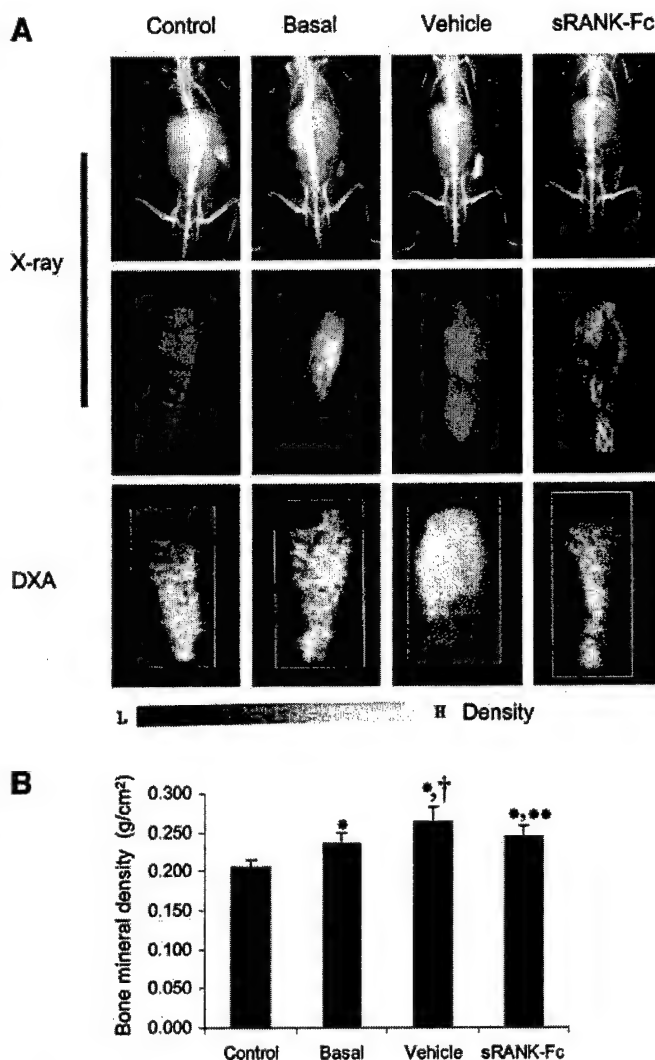 A
Control Basal Vehicle sRANK-Fc
X-ray
DXA
L H Density
B
Bone mineral density (g/cm²)
0.300
0.250
0.200
0.150
0.100
0.050
0.000
*
*,†
*,**
Control Basal Vehicle sRANK-Fc